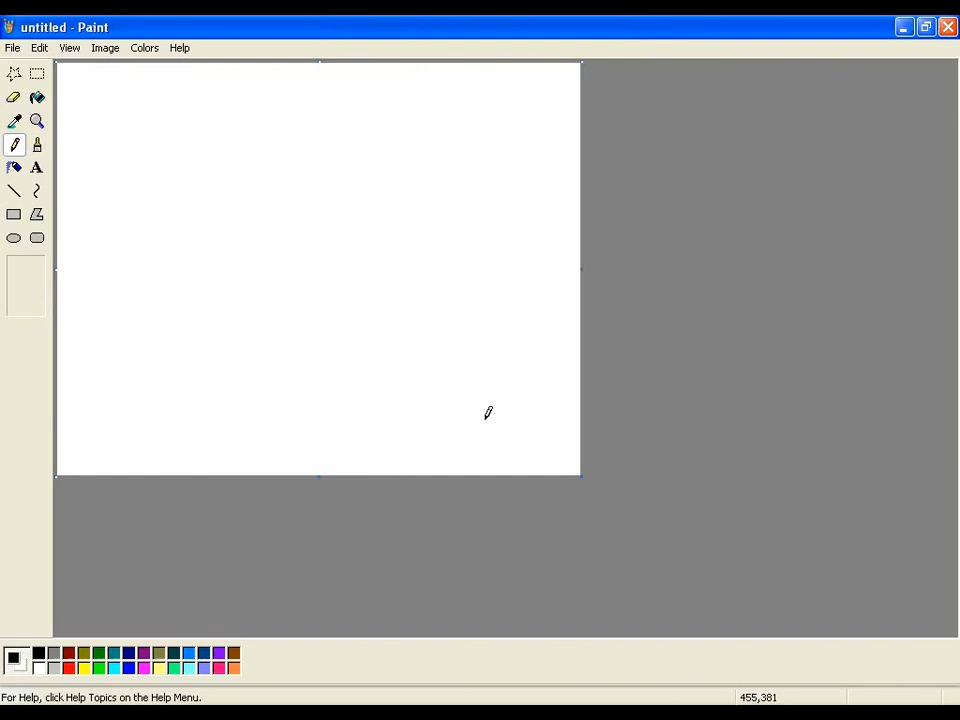 untitled - Paint
File Edit View Image Colors Help
A
For Help, click Help Topics on the Help Menu.
455,381